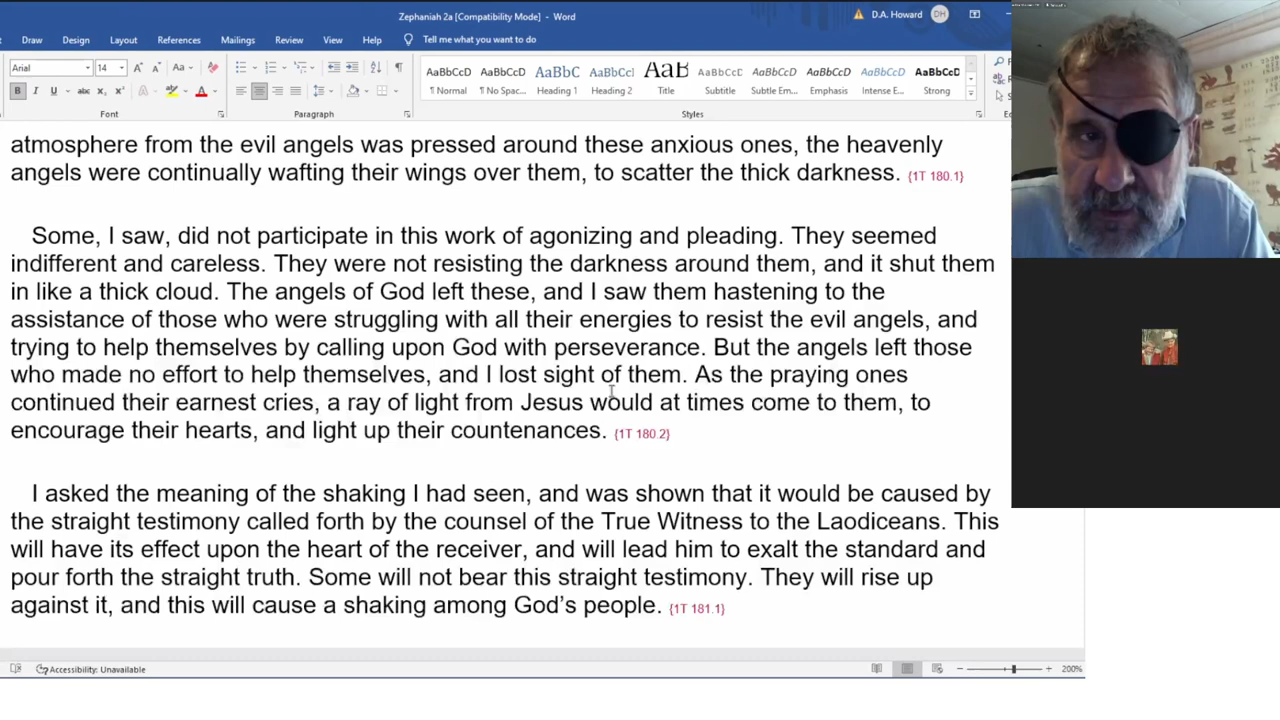 Zephaniah 2a [Compatibility Mode] - Word
D.A. Howard
DH
Draw Design Layout References Mailings Review View Help Tell me what you want to do
Arial 14 Aa
AaBbCcD AaBbCcD AaBbC AaBbCcI AaB AaBbCcD AaBbCcD AaBbCcD AaBbCcD AaBbCcD
¶ Normal ¶ No Spac... Heading 1 Heading 2 Title Subtitle Subtle Em... Emphasis Intense E... Strong
Font Paragraph Styles
atmosphere from the evil angels was pressed around these anxious ones, the heavenly
angels were continually wafting their wings over them, to scatter the thick darkness. {1T 180.1}
Some, I saw, did not participate in this work of agonizing and pleading. They seemed
indifferent and careless. They were not resisting the darkness around them, and it shut them
in like a thick cloud. The angels of God left these, and I saw them hastening to the
assistance of those who were struggling with all their energies to resist the evil angels, and
trying to help themselves by calling upon God with perseverance. But the angels left those
who made no effort to help themselves, and I lost sight of them. As the praying ones
continued their earnest cries, a ray of light from Jesus would at times come to them, to
encourage their hearts, and light up their countenances. {1T 180.2}
I asked the meaning of the shaking I had seen, and was shown that it would be caused by
the straight testimony called forth by the counsel of the True Witness to the Laodiceans. This
will have its effect upon the heart of the receiver, and will lead him to exalt the standard and
pour forth the straight truth. Some will not bear this straight testimony. They will rise up
against it, and this will cause a shaking among God's people. {1T 181.1}
Accessibility: Unavailable
200%